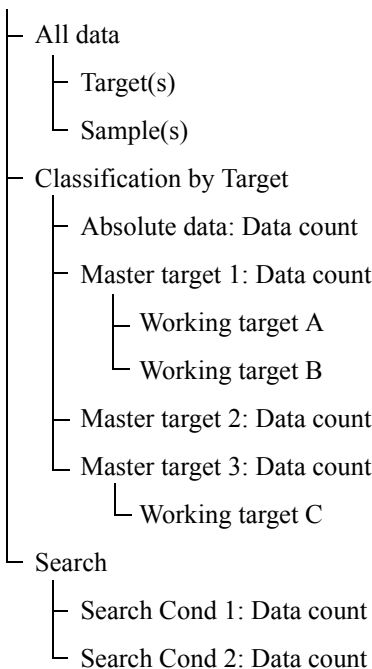 All data
Target(s)
Sample(s)
Classification by Target
Absolute data: Data count
Master target 1: Data count
Working target A
Working target B
Master target 2: Data count
Master target 3: Data count
Working target C
Search
Search Cond 1: Data count
Search Cond 2: Data count